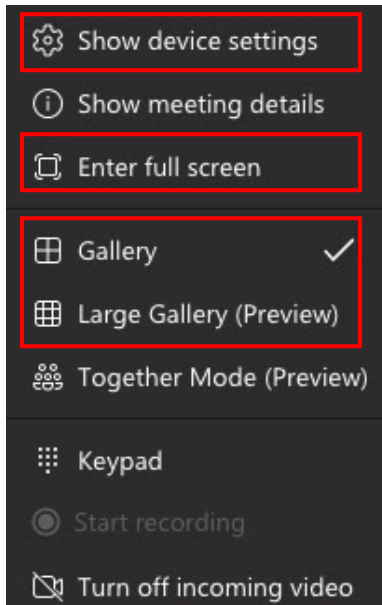 Show device settings
Show meeting details
Enter full screen
Gallery
Large Gallery (Preview)
Together Mode (Preview)
Keypad
Start recording
Turn off incoming video